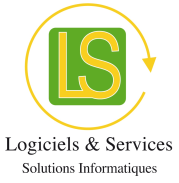 LS
Logiciels & Services
Solutions Informatiques